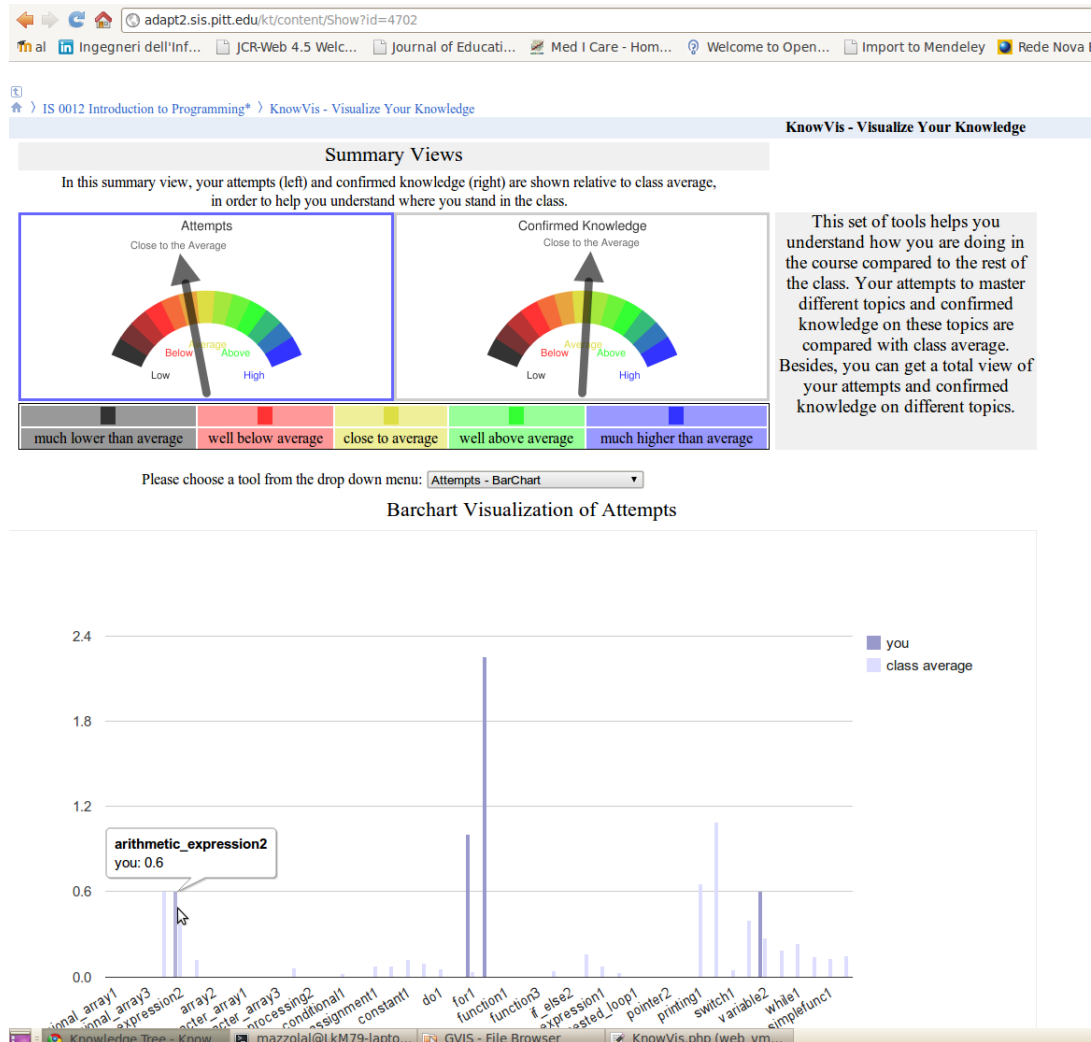 adapt2.sis.pitt.edu/kt/content/Show?id=4702
al Ingegneri dell'Inf... JCR-Web 4.5 Welc... Journal of Educati... Med I Care - Hom... Welcome to Open... Import to Mendeley Rede Nova
IS 0012 Introduction to Programming* 〉 KnowVis - Visualize Your Knowledge
KnowVis - Visualize Your Knowledge
Summary Views
In this summary view, your attempts (left) and confirmed knowledge (right) are shown relative to class average,
in order to help you understand where you stand in the class.
Attempts
Close to the Average
Below
Average
Above
Low
High
Confirmed Knowledge
Close to the Average
Below
Average
Above
Low
High
This set of tools helps you
understand how you are doing in
the course compared to the rest of
the class. Your attempts to master
different topics and confirmed
knowledge on these topics are
compared with class average.
Besides, you can get a total view of
your attempts and confirmed
knowledge on different topics.
much lower than average
well below average
close to average
well above average
much higher than average
Please choose a tool from the drop down menu: Attempts - BarChart
Barchart Visualization of Attempts
2.4
1.8
1.2
0.6
0.0
you
class average
arithmetic_expression2
you: 0.6
ional_array1
ional_array3
expression2
array2
cter_array1
acter_array3
processing2
conditional1
assignment1
constant1
do1
for1
function1
function3
if_else2
expression1
nested_loop1
pointer2
printing1
switch1
variable2
while1
simplefunc1
Knowledge Tree - Know...
mazzolal@LkM79-lapto...
GVIS - File Browser
KnowVis.php (web_vm...